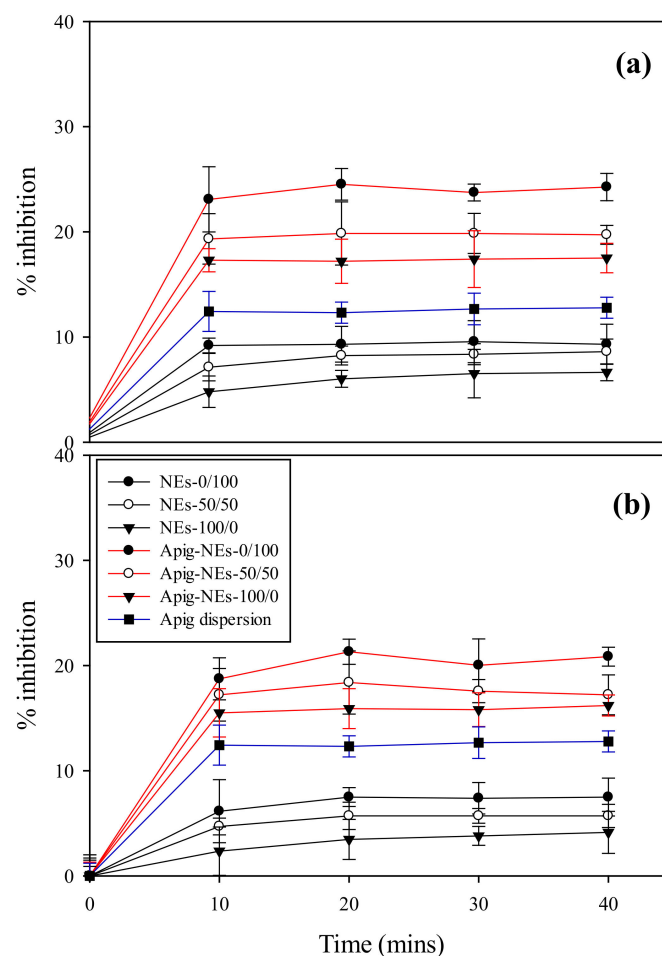 40
(a)
30
% inhibition
20
10
0
40
NEs-0/100
(b)
NEs-50/50
NEs-100/0
30
Apig-NEs-0/100
Apig-NEs-50/50
Apig-NEs-100/0
Apig dispersion
% inhibition
20
10
0
0 10 20 30 40
Time (mins)